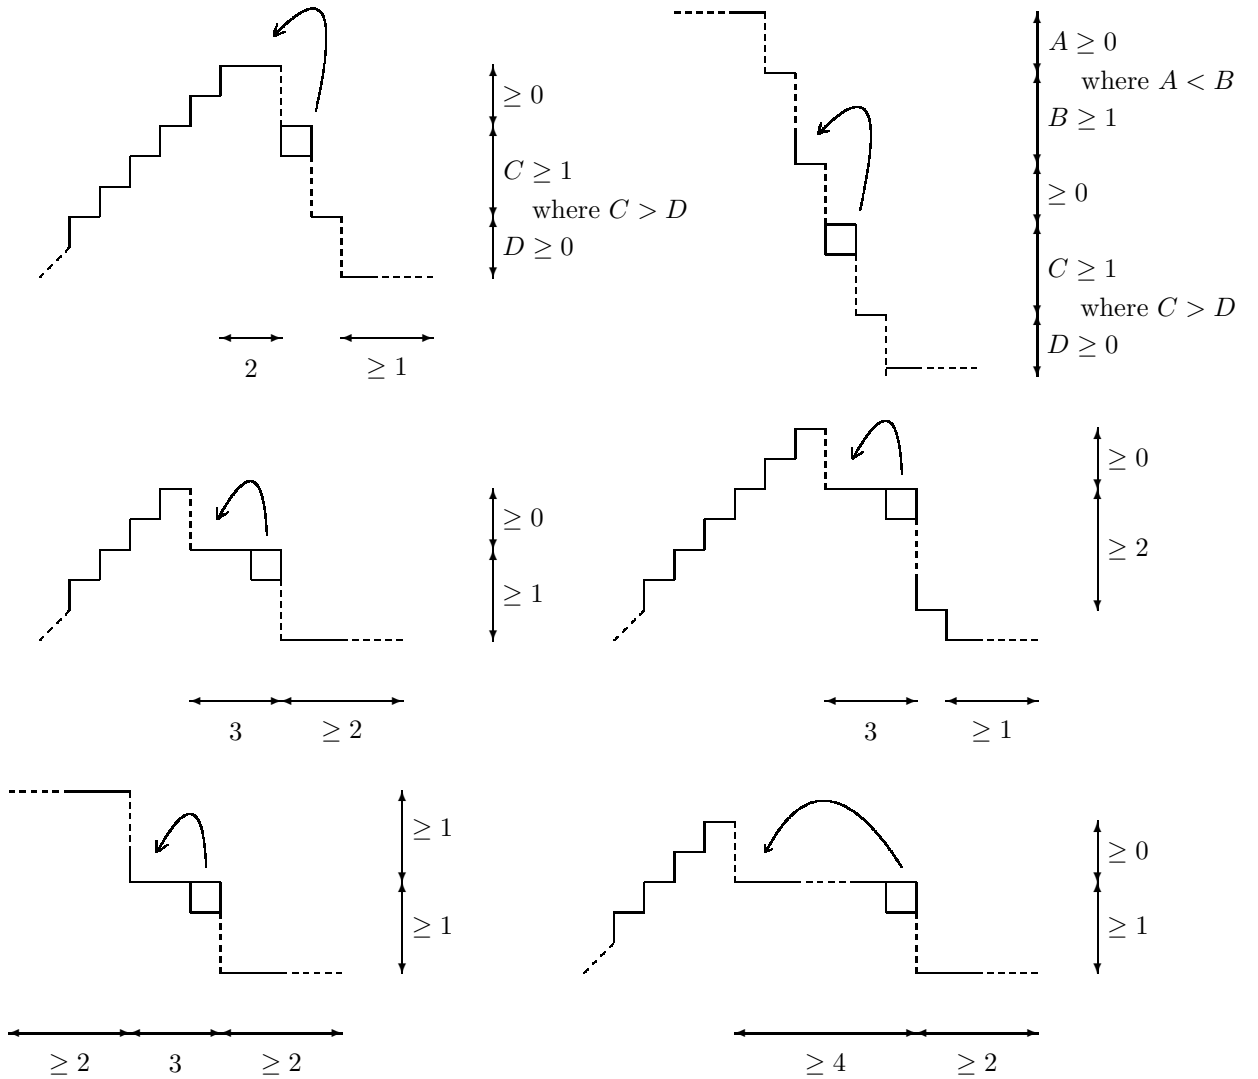 ≥ 0
C ≥ 1
where C > D
D ≥ 0
2
≥ 1
A ≥ 0
where A < B
B ≥ 1
≥ 0
C ≥ 1
where C > D
D ≥ 0
≥ 0
≥ 1
3
≥ 2
≥ 0
≥ 2
3
≥ 1
≥ 1
≥ 1
≥ 2
3
≥ 2
≥ 0
≥ 1
≥ 4
≥ 2